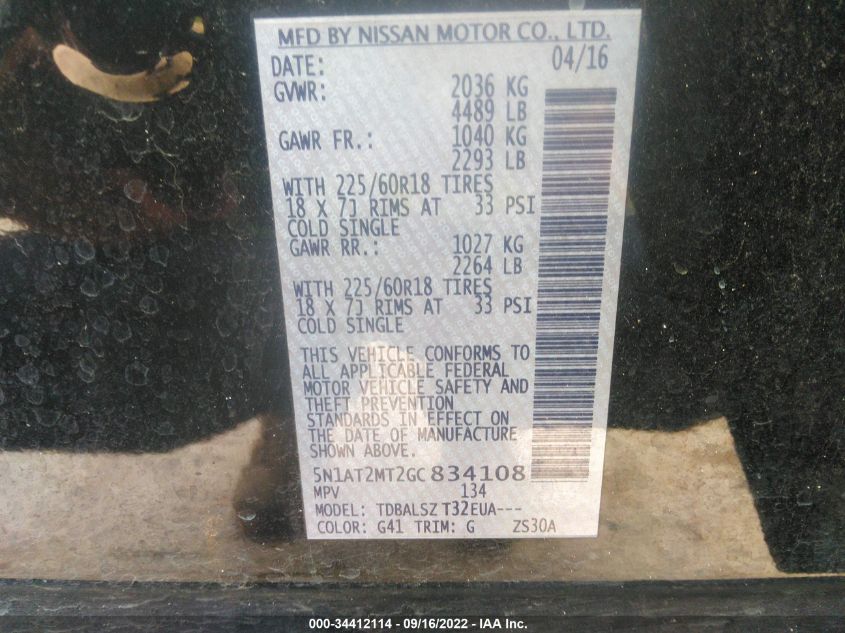 MFD BY NISSAN MOTOR CO., LTD.
DATE: 04/16
GVWR: 2036 KG
4489 LB
GAWR FR.: 1040 KG
2293 LB
WITH 225/60R18 TIRES
18 X 7J RIMS AT 33 PSI
COLD SINGLE
GAWR RR.: 1027 KG
2264 LB
WITH 225/60R18 TIRES
18 X 7J RIMS AT 33 PSI
COLD SINGLE
THIS VEHICLE CONFORMS TO
ALL APPLICABLE FEDERAL
MOTOR VEHICLE SAFETY AND
THEFT PREVENTION
STANDARDS IN EFFECT ON
THE DATE OF MANUFACTURE
SHOWN ABOVE.
5N1AT2MT2GC834108
MPV 134
MODEL: TDBALSZ T32EUA---
COLOR: G41 TRIM: G ZS30A
000-34412114 - 09/16/2022 - IAA Inc.